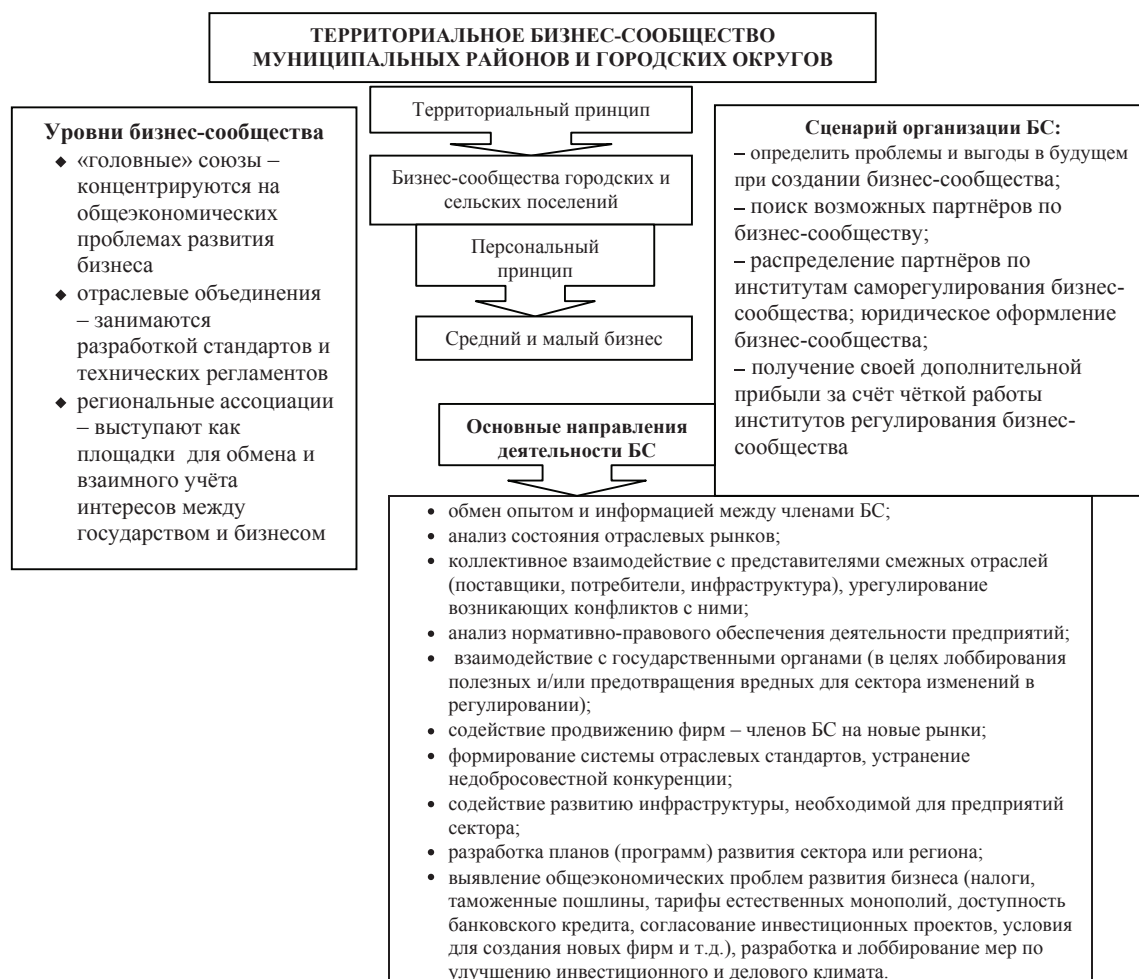 ТЕРРИТОРИАЛЬНОЕ БИЗНЕС-СООБЩЕСТВО
МУНИЦИПАЛЬНЫХ РАЙОНОВ И ГОРОДСКИХ ОКРУГОВ
Уровни бизнес-сообщества
◆ «головные» союзы –
концентрируются на
общеэкономических
проблемах развития
бизнеса
◆ отраслевые объединения
– занимаются
разработкой стандартов и
технических регламентов
◆ региональные ассоциации
– выступают как
площадки для обмена и
взаимного учёта
интересов между
государством и бизнесом
Территориальный принцип
Бизнес-сообщества городских и
сельских поселений
Персональный
принцип
Средний и малый бизнес
Сценарий организации БС:
– определить проблемы и выгоды в будущем
при создании бизнес-сообщества;
– поиск возможных партнёров по
бизнес-сообществу;
– распределение партнёров по
институтам саморегулирования бизнес-
сообщества; юридическое оформление
бизнес-сообщества;
– получение своей дополнительной
прибыли за счёт чёткой работы
институтов регулирования бизнес-
сообщества
Основные направления
деятельности БС
• обмен опытом и информацией между членами БС;
• анализ состояния отраслевых рынков;
• коллективное взаимодействие с представителями смежных отраслей
(поставщики, потребители, инфраструктура), урегулирование
возникающих конфликтов с ними;
• анализ нормативно-правового обеспечения деятельности предприятий;
• взаимодействие с государственными органами (в целях лоббирования
полезных и/или предотвращения вредных для сектора изменений в
регулировании);
• содействие продвижению фирм – членов БС на новые рынки;
• формирование системы отраслевых стандартов, устранение
недобросовестной конкуренции;
• содействие развитию инфраструктуры, необходимой для предприятий
сектора;
• разработка планов (программ) развития сектора или региона;
• выявление общеэкономических проблем развития бизнеса (налоги,
таможенные пошлины, тарифы естественных монополий, доступность
банковского кредита, согласование инвестиционных проектов, условия
для создания новых фирм и т.д.), разработка и лоббирование мер по
улучшению инвестиционного и делового климата.